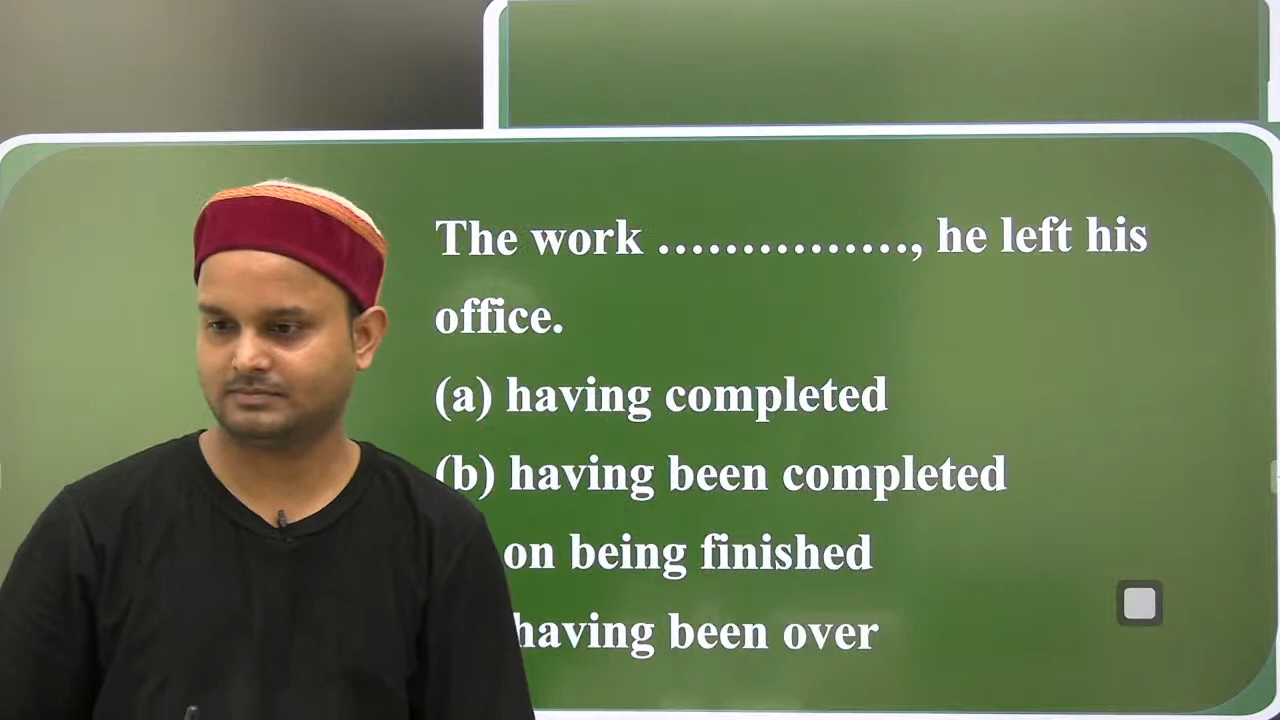 The work ……………, he left his
office.
(a) having completed
(b) having been completed
on being finished
having been over